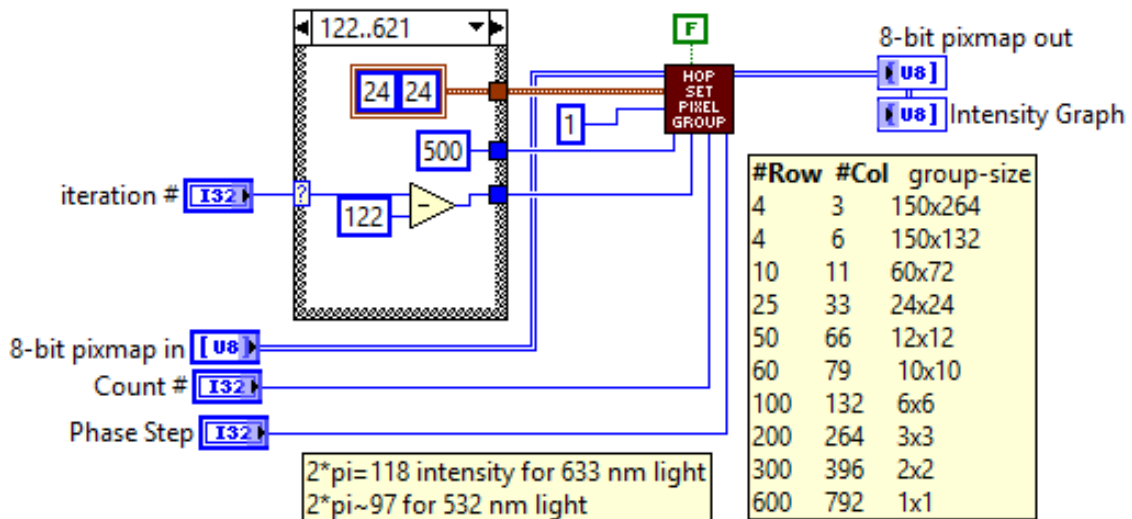 122..621
F
8-bit pixmap out
HOP
SET
PIXEL
GROUP
[U8]
24 24
[U8] Intensity Graph
1
500
iteration # I32
?
122
-
#Row #Col group-size
4 3 150x264
4 6 150x132
10 11 60x72
25 33 24x24
50 66 12x12
60 79 10x10
100 132 6x6
200 264 3x3
300 396 2x2
600 792 1x1
8-bit pixmap in [U8]
Count # I32
Phase Step I32
2*pi=118 intensity for 633 nm light
2*pi~97 for 532 nm light